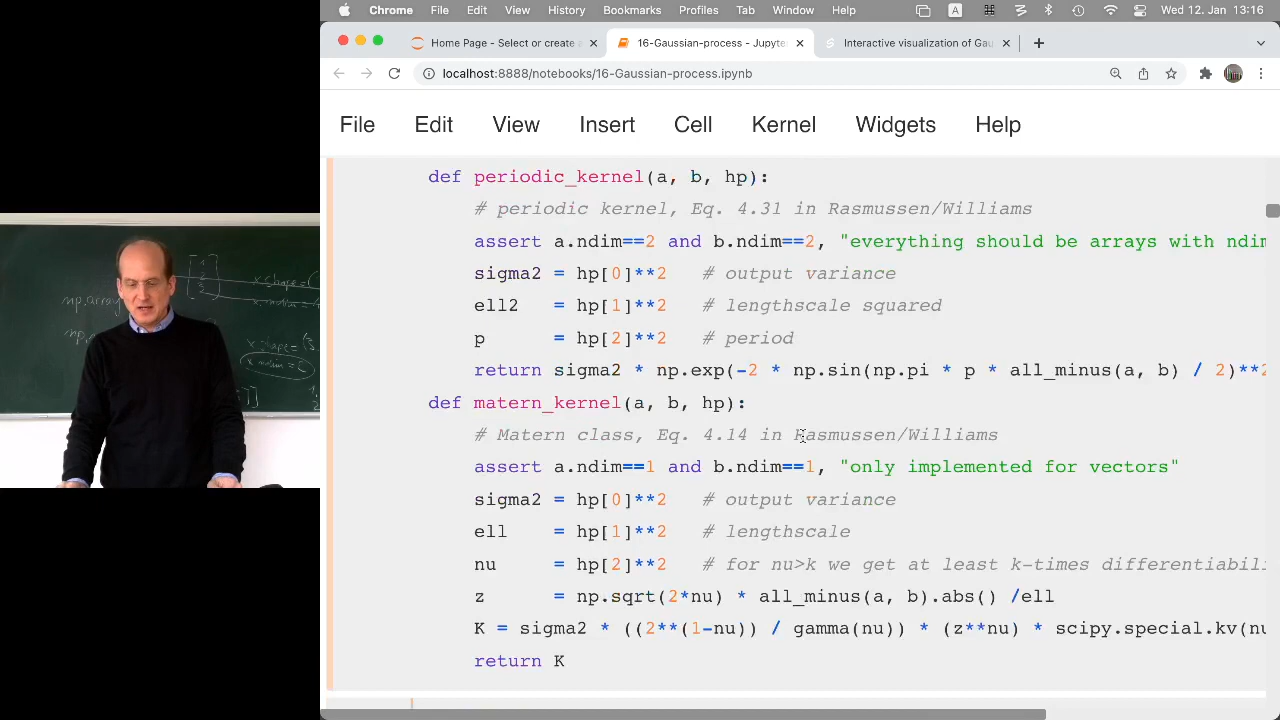 Chrome File Edit View History Bookmarks Profiles Tab Window Help A Wed 12. Jan 13:16
Home Page - Select or create a 16-Gaussian-process - Jupyte Interactive visualization of Gau
localhost:8888/notebooks/16-Gaussian-process.ipynb
File Edit View Insert Cell Kernel Widgets Help
def periodic_kernel(a, b, hp):
# periodic kernel, Eq. 4.31 in Rasmussen/Williams
assert a.ndim==2 and b.ndim==2, "everything should be arrays with ndim
sigma2 = hp[0]**2 # output variance
ell2 = hp[1]**2 # lengthscale squared
p = hp[2]**2 # period
return sigma2 * np.exp(-2 * np.sin(np.pi * p * all_minus(a, b) / 2)**2
def matern_kernel(a, b, hp):
# Matern class, Eq. 4.14 in Rasmussen/Williams
assert a.ndim==1 and b.ndim==1, "only implemented for vectors"
sigma2 = hp[0]**2 # output variance
ell = hp[1]**2 # lengthscale
nu = hp[2]**2 # for nu>k we get at least k-times differentiabili
z = np.sqrt(2*nu) * all_minus(a, b).abs() /ell
K = sigma2 * ((2**(1-nu)) / gamma(nu)) * (z**nu) * scipy.special.kv(nu
return K
np.array
x.shape=(